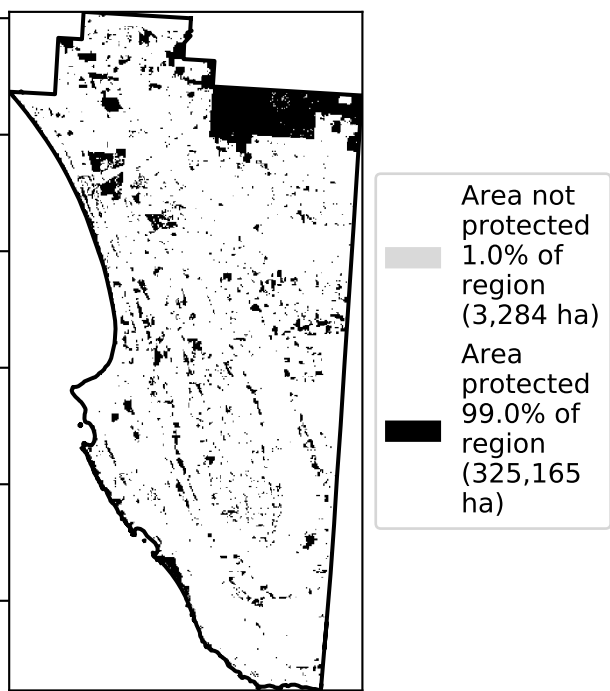 Area not
protected
1.0% of
region
(3,284 ha)
Area
protected
99.0% of
region
(325,165
ha)